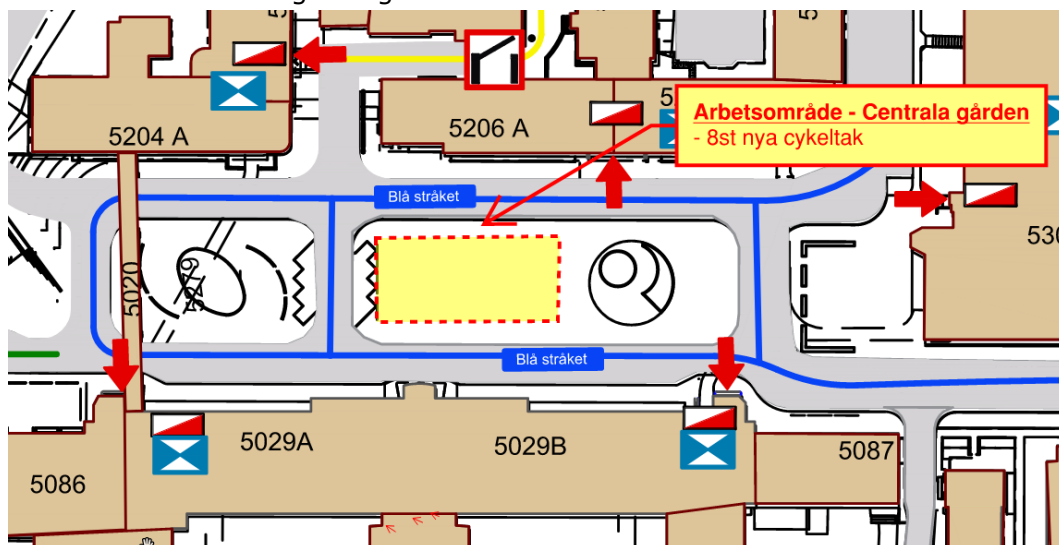 5204 A
5206 A
Arbetsområde - Centrala gården
- 8st nya cykeltak
Blå stråket
5020
Blå stråket
5029A
5029B
5087
5086